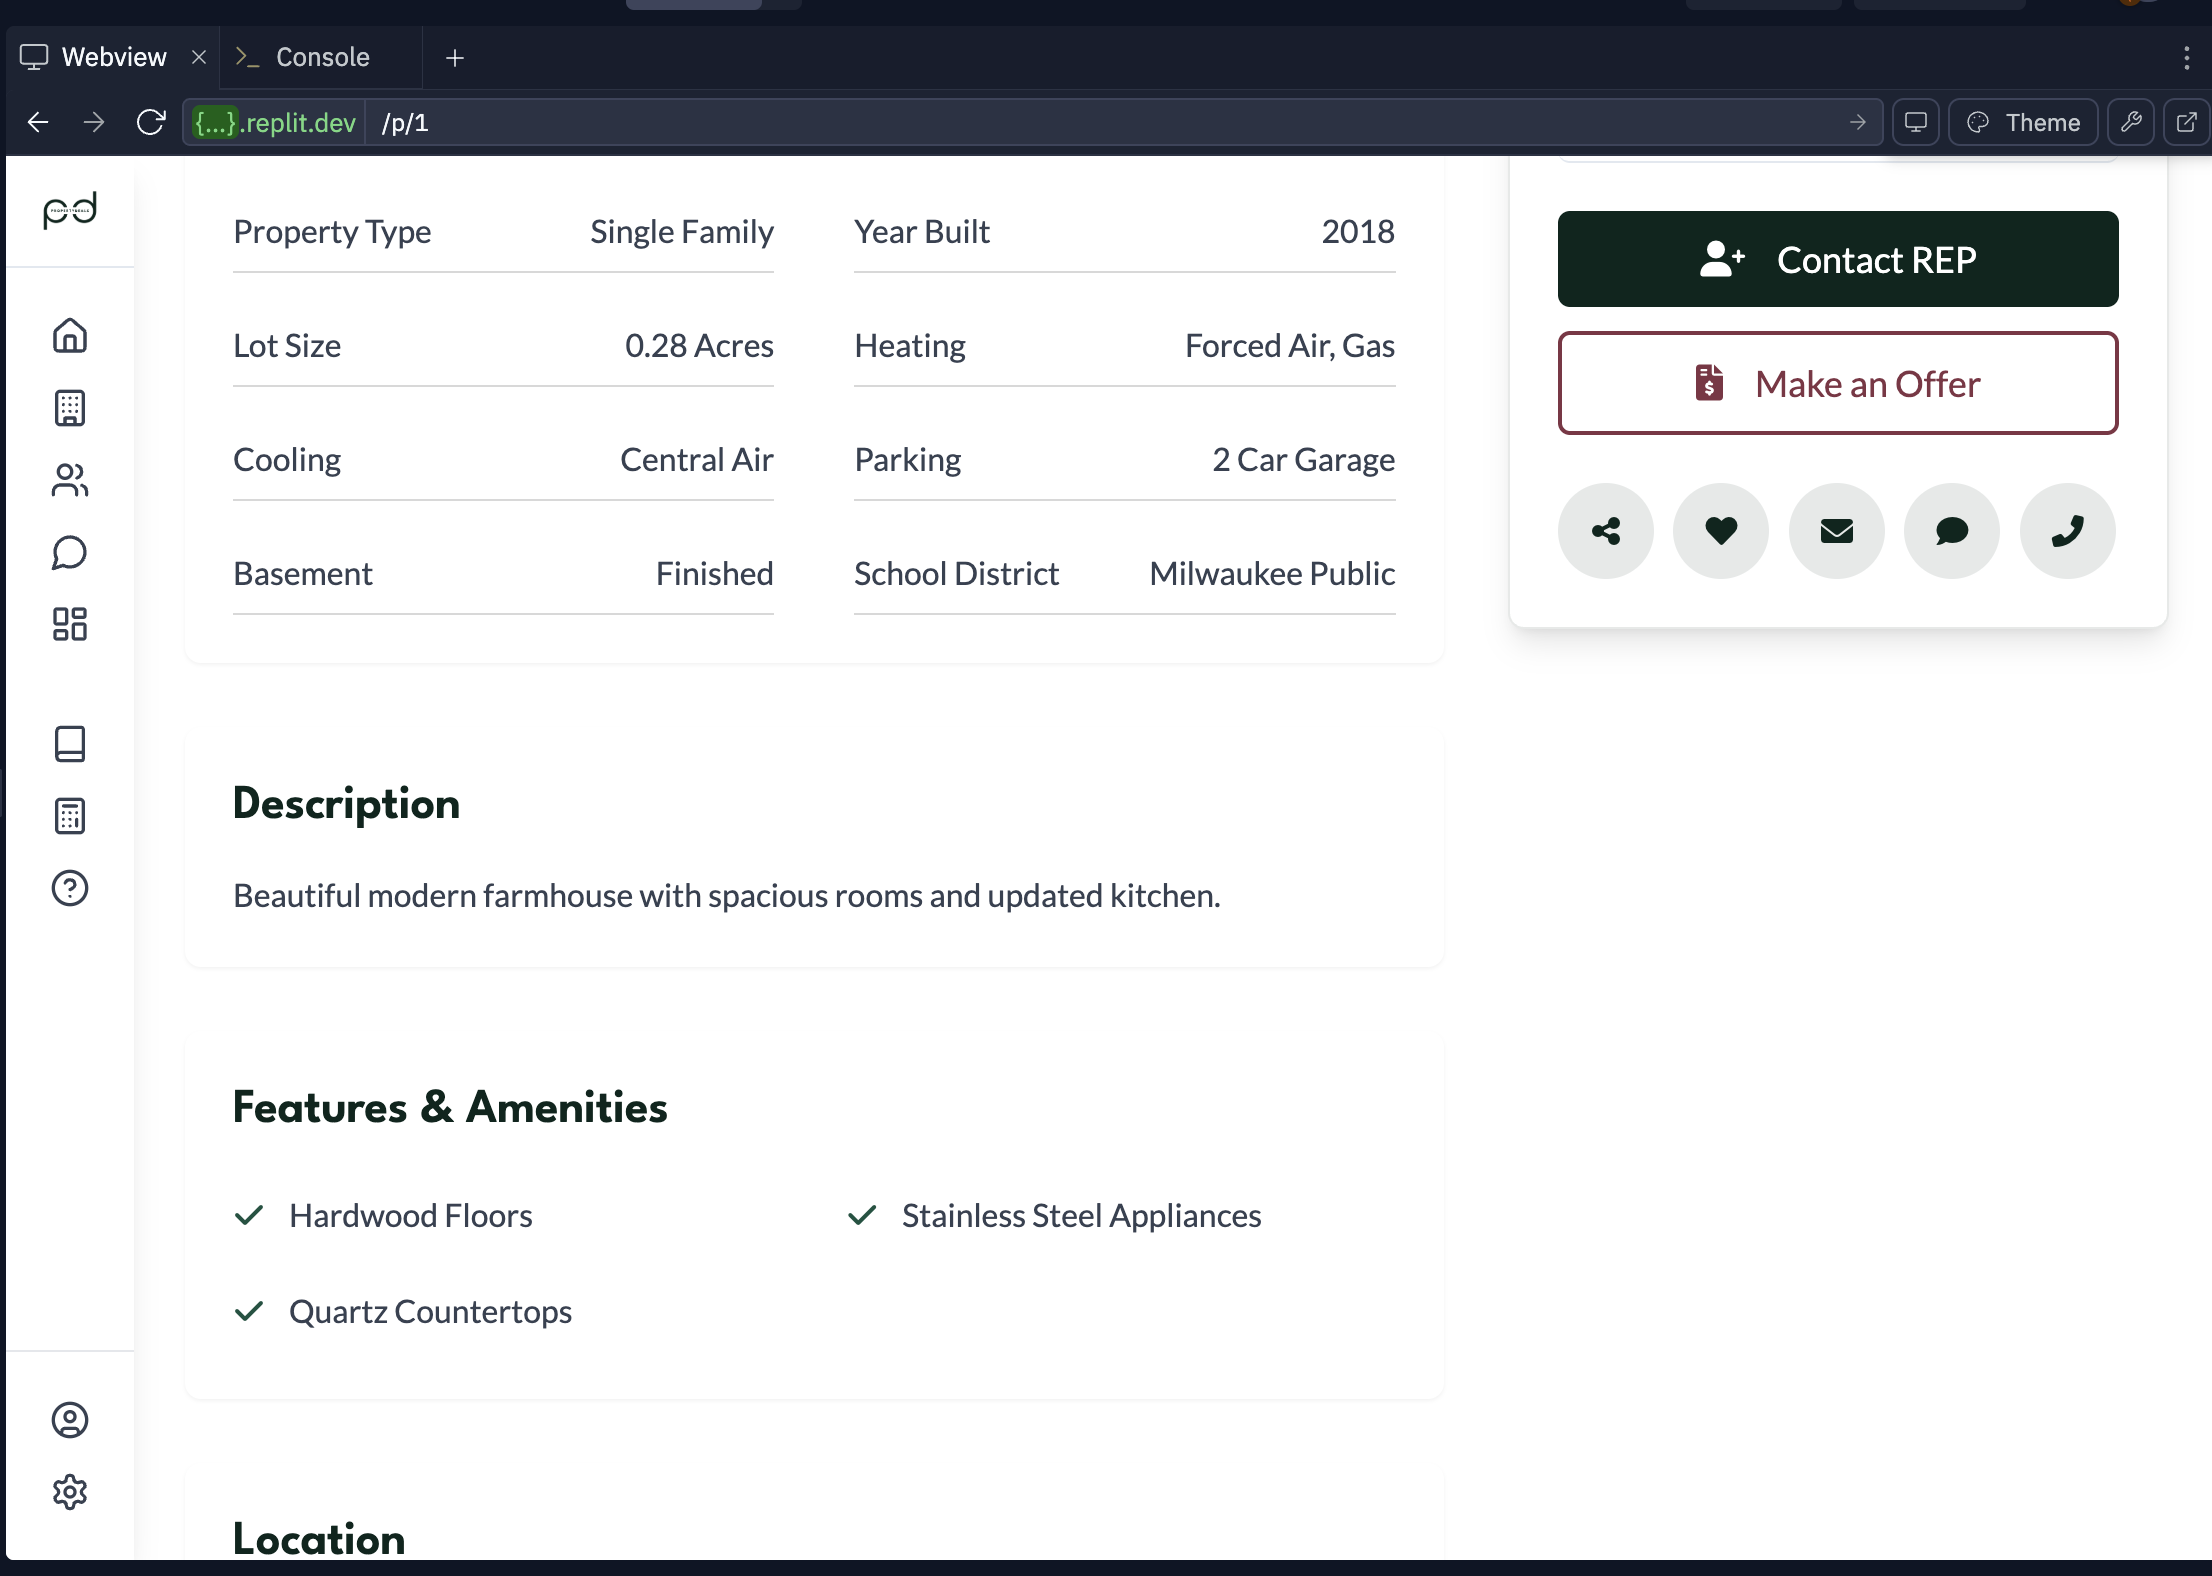 Webview
Console
{...}.replit.dev /p/1
Theme
pd
PROPERTYDEALS
Property Type Single Family
Year Built 2018
Lot Size 0.28 Acres
Heating Forced Air, Gas
Cooling Central Air
Parking 2 Car Garage
Basement Finished
School District Milwaukee Public
Contact REP
Make an Offer
Description
Beautiful modern farmhouse with spacious rooms and updated kitchen.
Features & Amenities
Hardwood Floors
Stainless Steel Appliances
Quartz Countertops
Location